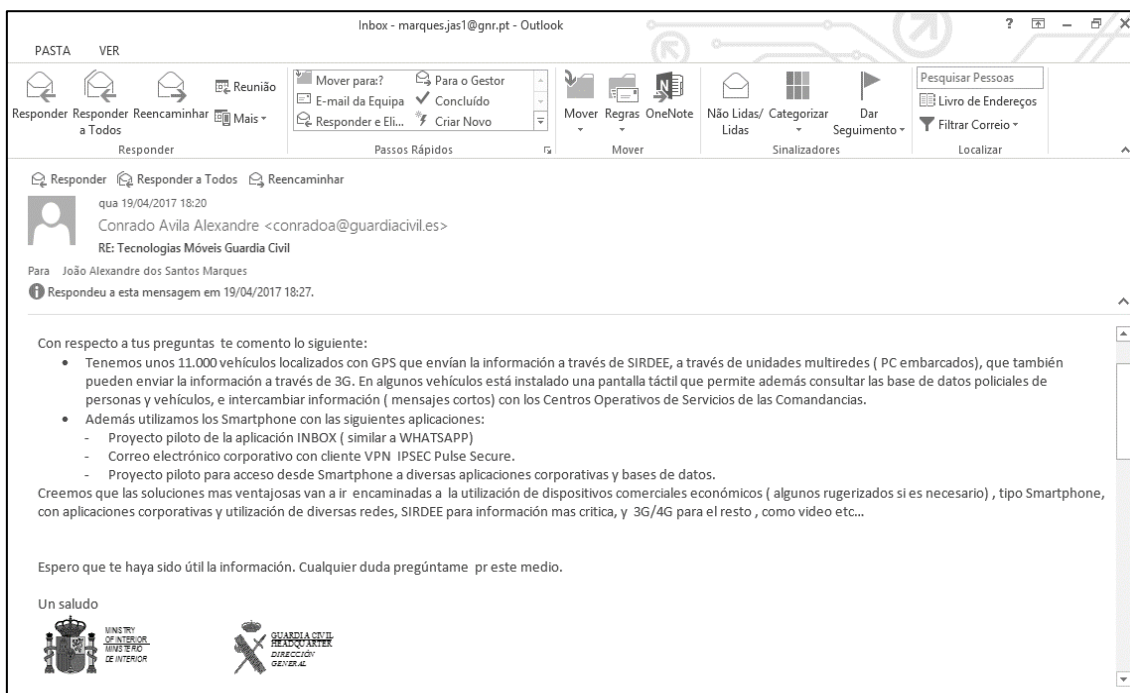 Inbox - marques.jas1@gnr.pt - Outlook
PASTA VER
Responder
Responder a Todos
Reencaminhar
Reunião
Mais
Responder
Mover para:?
E-mail da Equipa
Responder e Eli...
Para o Gestor
Concluído
Criar Novo
Passos Rápidos
Mover
Regras
OneNote
Mover
Não Lidas/ Lidas
Categorizar
Dar Seguimento
Sinalizadores
Pesquisar Pessoas
Livro de Endereços
Filtrar Correio
Localizar
Responder Responder a Todos Reencaminhar
qua 19/04/2017 18:20
Conrado Avila Alexandre <conradoa@guardiacivil.es>
RE: Tecnologias Móveis Guardia Civil
Para João Alexandre dos Santos Marques
Respondeu a esta mensagem em 19/04/2017 18:27.
Con respecto a tus preguntas te comento lo siguiente:
• Tenemos unos 11.000 vehículos localizados con GPS que envían la información a través de SIRDEE, a través de unidades multiredes ( PC embarcados), que también
pueden enviar la información a través de 3G. En algunos vehículos está instalado una pantalla táctil que permite además consultar las base de datos policiales de
personas y vehículos, e intercambiar información ( mensajes cortos) con los Centros Operativos de Servicios de las Comandancias.
• Además utilizamos los Smartphone con las siguientes aplicaciones:
- Proyecto piloto de la aplicación INBOX ( similar a WHATSAPP)
- Correo electrónico corporativo con cliente VPN IPSEC Pulse Secure.
- Proyecto piloto para acceso desde Smartphone a diversas aplicaciones corporativas y bases de datos.
Creemos que las soluciones mas ventajosas van a ir encaminadas a la utilización de dispositivos comerciales económicos ( algunos rugerizados si es necesario) , tipo Smartphone,
con aplicaciones corporativas y utilización de diversas redes, SIRDEE para información mas critica, y 3G/4G para el resto , como video etc...
Espero que te haya sido útil la información. Cualquier duda pregúntame pr este medio.
Un saludo
MINISTRY
OF INTERIOR
MINISTERIO
DE INTERIOR
GUARDIA CIVIL
HEADQUARTER
DIRECCIÓN
GENERAL